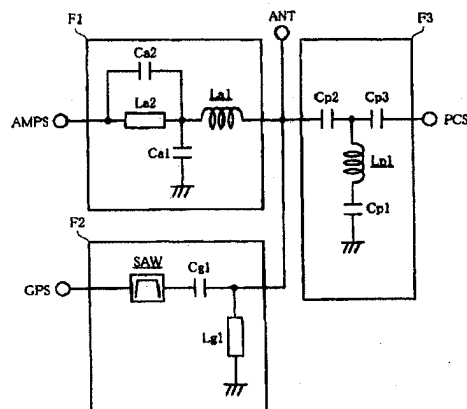 F1
ANT
F3
Ca2
La2
La1
AMPS
Ca1
Cp2
Cp3
PCS
Lp1
Cp1
F2
SAW
Cg1
GPS
Lg1